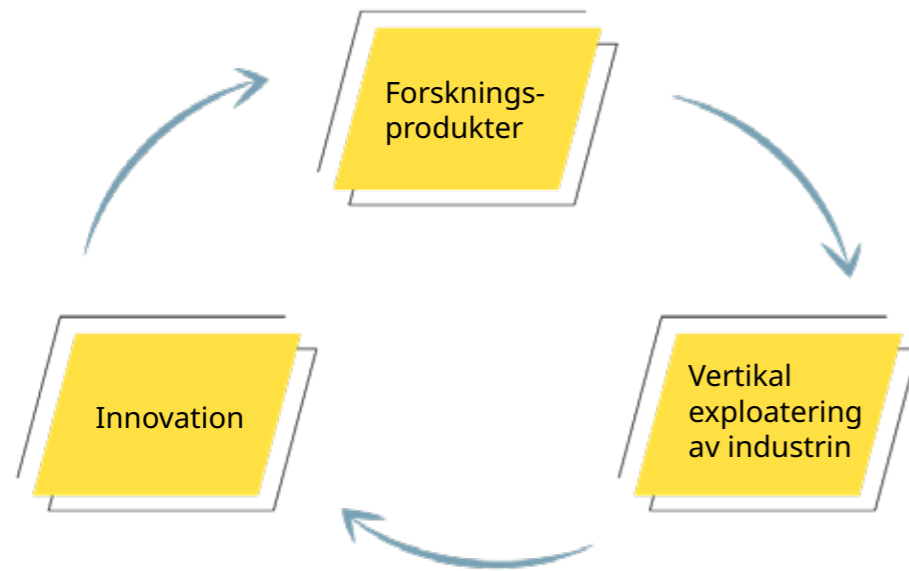 Forsknings-
produkter
Vertikal
exploatering
av industrin
Innovation